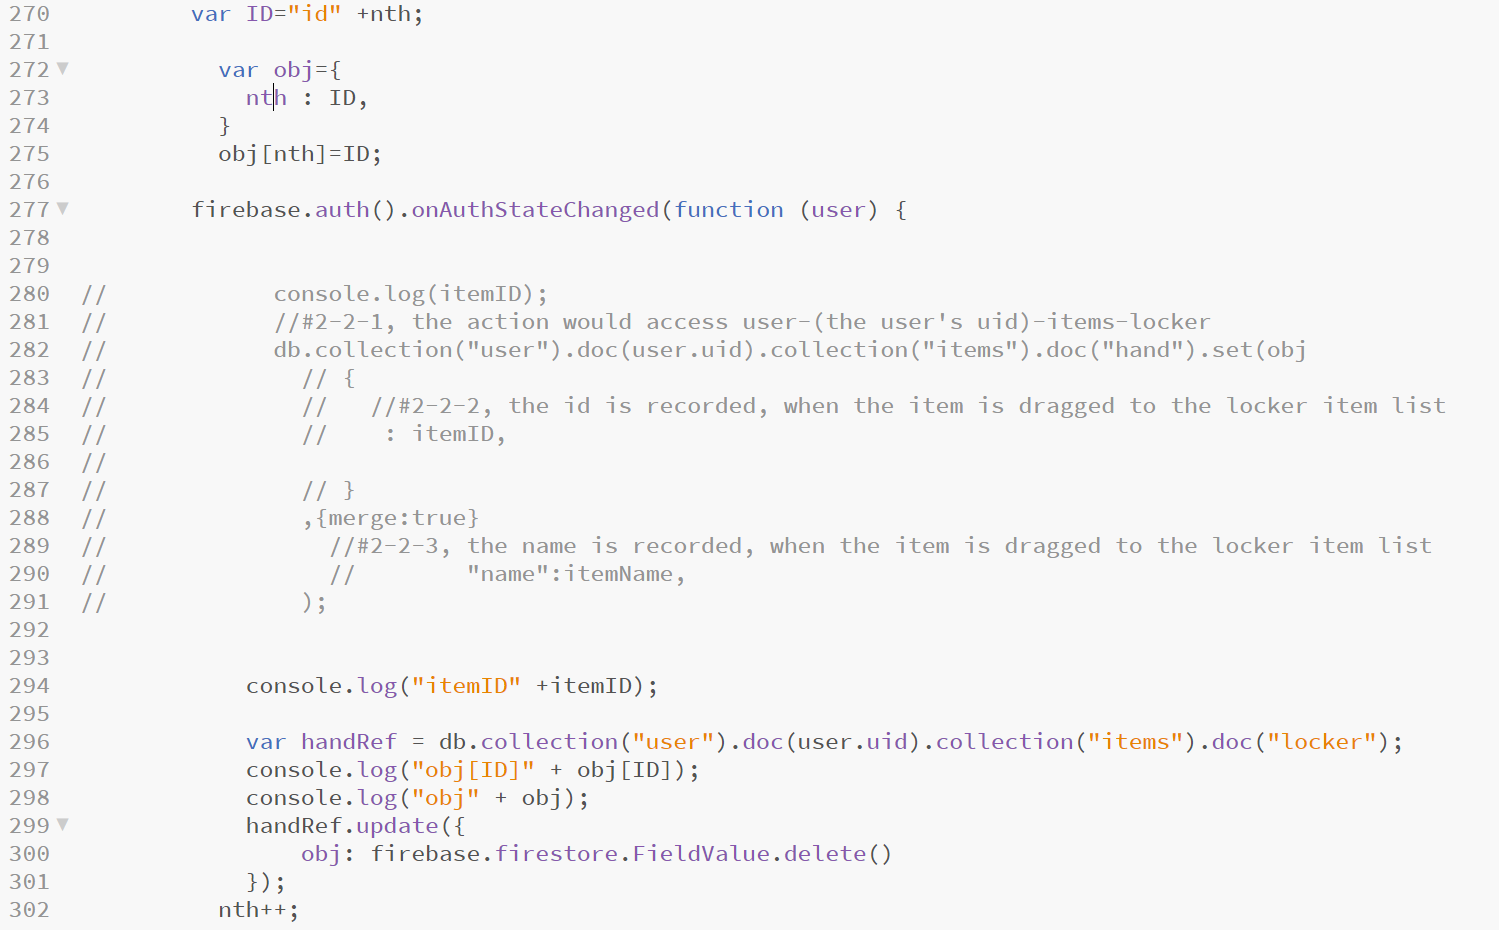 270 var ID="id" +nth;
271
272 var obj={
273 nth : ID,
274 }
275 obj[nth]=ID;
276
277 firebase.auth().onAuthStateChanged(function (user) {
278
279
280 // console.log(itemID);
281 // //#2-2-1, the action would access user-(the user's uid)-items-locker
282 // db.collection("user").doc(user.uid).collection("items").doc("hand").set(obj
283 // // {
284 // // //#2-2-2, the id is recorded, when the item is dragged to the locker item list
285 // // : itemID,
286 //
287 // // }
288 // ,{merge:true}
289 // //#2-2-3, the name is recorded, when the item is dragged to the locker item list
290 // // "name":itemName,
291 // );
292
293
294 console.log("itemID" +itemID);
295
296 var handRef = db.collection("user").doc(user.uid).collection("items").doc("locker");
297 console.log("obj[ID]" + obj[ID]);
298 console.log("obj" + obj);
299 handRef.update({
300 obj: firebase.firestore.FieldValue.delete()
301 });
302 nth++;